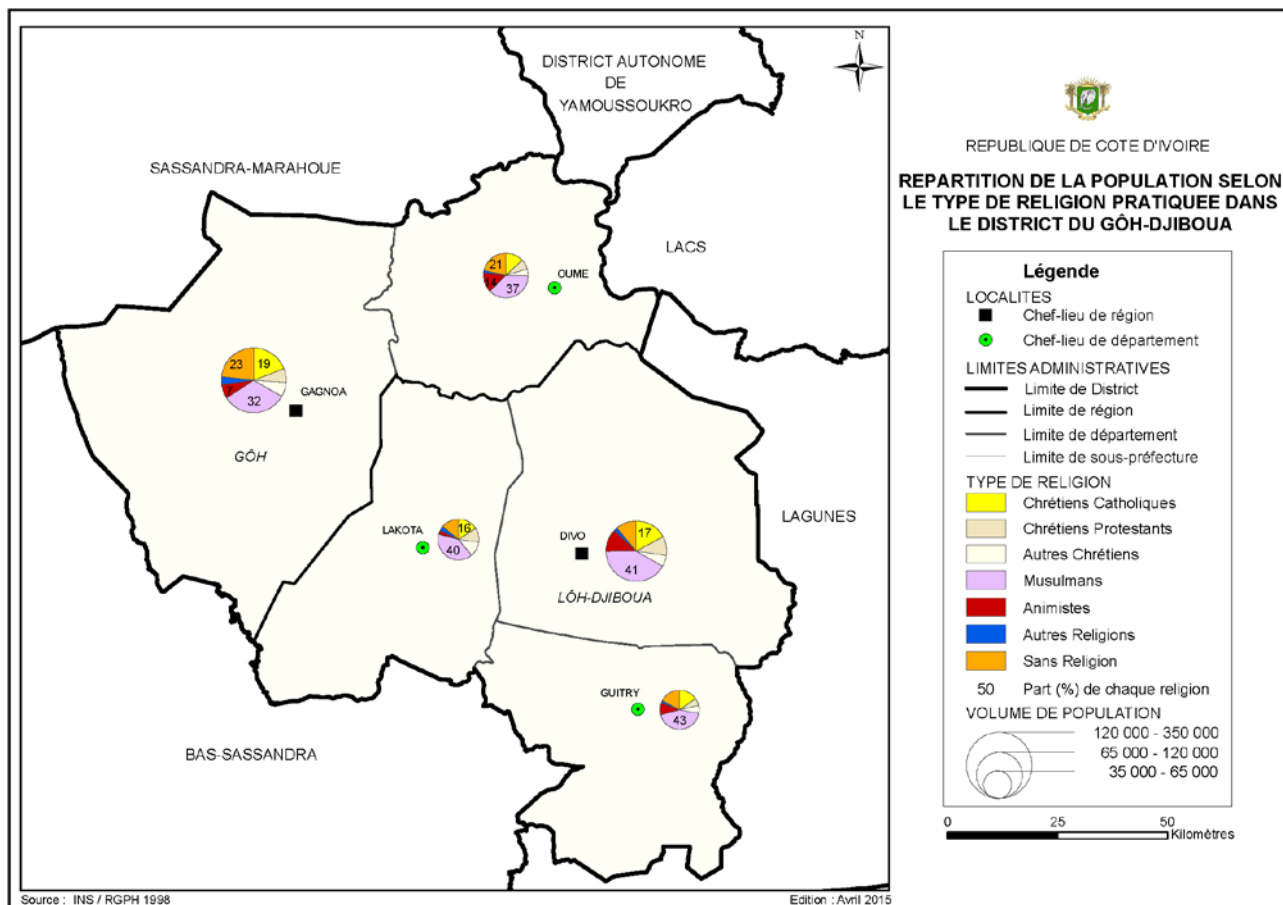 N
DISTRICT AUTONOME
DE
YAMOUSSOUKRO
SASSANDRA-MARAHOUE
LACS
21
14
37
OUME
23
19
7
32
GAGNOA
GÔH
LAKOTA
16
40
DIVO
17
41
LÔH-DJIBOUA
LAGUNES
GUITRY
43
BAS-SASSANDRA
Source : INS / RGPH 1998
Edition : Avril 2015
REPUBLIQUE DE COTE D'IVOIRE
REPARTITION DE LA POPULATION SELON
LE TYPE DE RELIGION PRATIQUEE DANS
LE DISTRICT DU GÔH-DJIBOUA
Légende
LOCALITES
Chef-lieu de région
Chef-lieu de département
LIMITES ADMINISTRATIVES
Limite de District
Limite de région
Limite de département
Limite de sous-préfecture
TYPE DE RELIGION
Chrétiens Catholiques
Chrétiens Protestants
Autres Chrétiens
Musulmans
Animistes
Autres Religions
Sans Religion
50 Part (%) de chaque religion
VOLUME DE POPULATION
120 000 - 350 000
65 000 - 120 000
35 000 - 65 000
0 25 50
Kilomètres